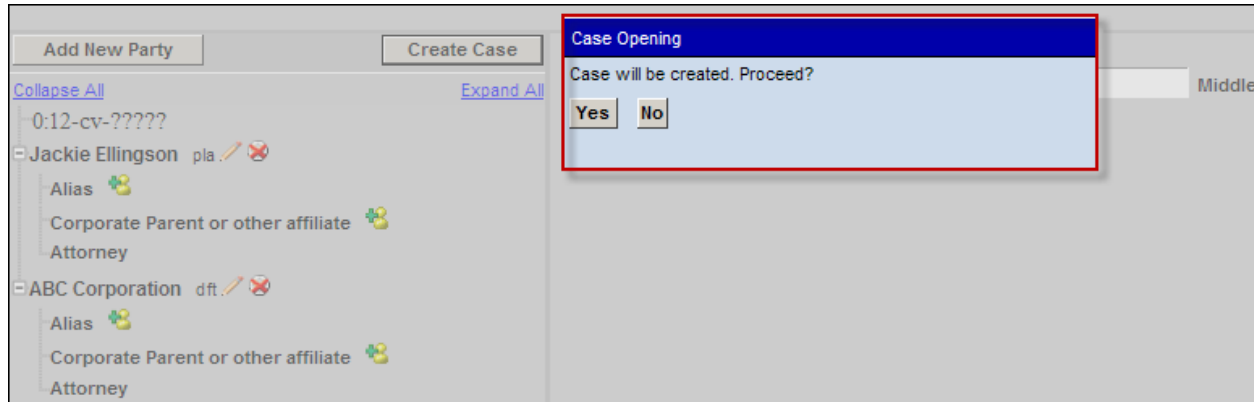 Add New Party
Create Case
Collapse All
Expand All
0:12-cv-?????
Jackie Ellingson pla
Alias
Corporate Parent or other affiliate
Attorney
ABC Corporation dft
Alias
Corporate Parent or other affiliate
Attorney
Case Opening
Case will be created. Proceed?
Yes No
Middle